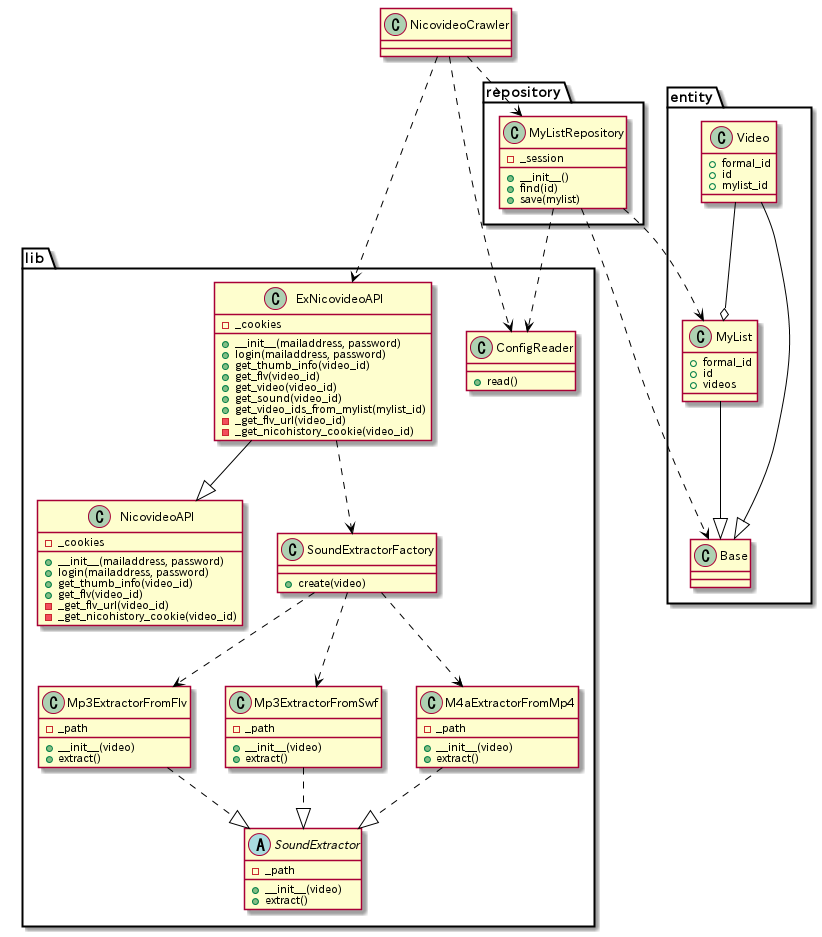 C NicovideoCrawler
repository
C MyListRepository
_session
__init__()
find(id)
save(mylist)
entity
C Video
formal_id
id
mylist_id
lib
C ExNicovideoAPI
_cookies
__init__(mailaddress, password)
login(mailaddress, password)
get_thumb_info(video_id)
get_flv(video_id)
get_video(video_id)
get_sound(video_id)
get_video_ids_from_mylist(mylist_id)
_get_flv_url(video_id)
_get_nicohistory_cookie(video_id)
C ConfigReader
read()
C MyList
formal_id
id
videos
C NicovideoAPI
_cookies
__init__(mailaddress, password)
login(mailaddress, password)
get_thumb_info(video_id)
get_flv(video_id)
_get_flv_url(video_id)
_get_nicohistory_cookie(video_id)
C SoundExtractorFactory
create(video)
C Base
C Mp3ExtractorFromFlv
_path
__init__(video)
extract()
C Mp3ExtractorFromSwf
_path
__init__(video)
extract()
C M4aExtractorFromMp4
_path
__init__(video)
extract()
A SoundExtractor
_path
__init__(video)
extract()